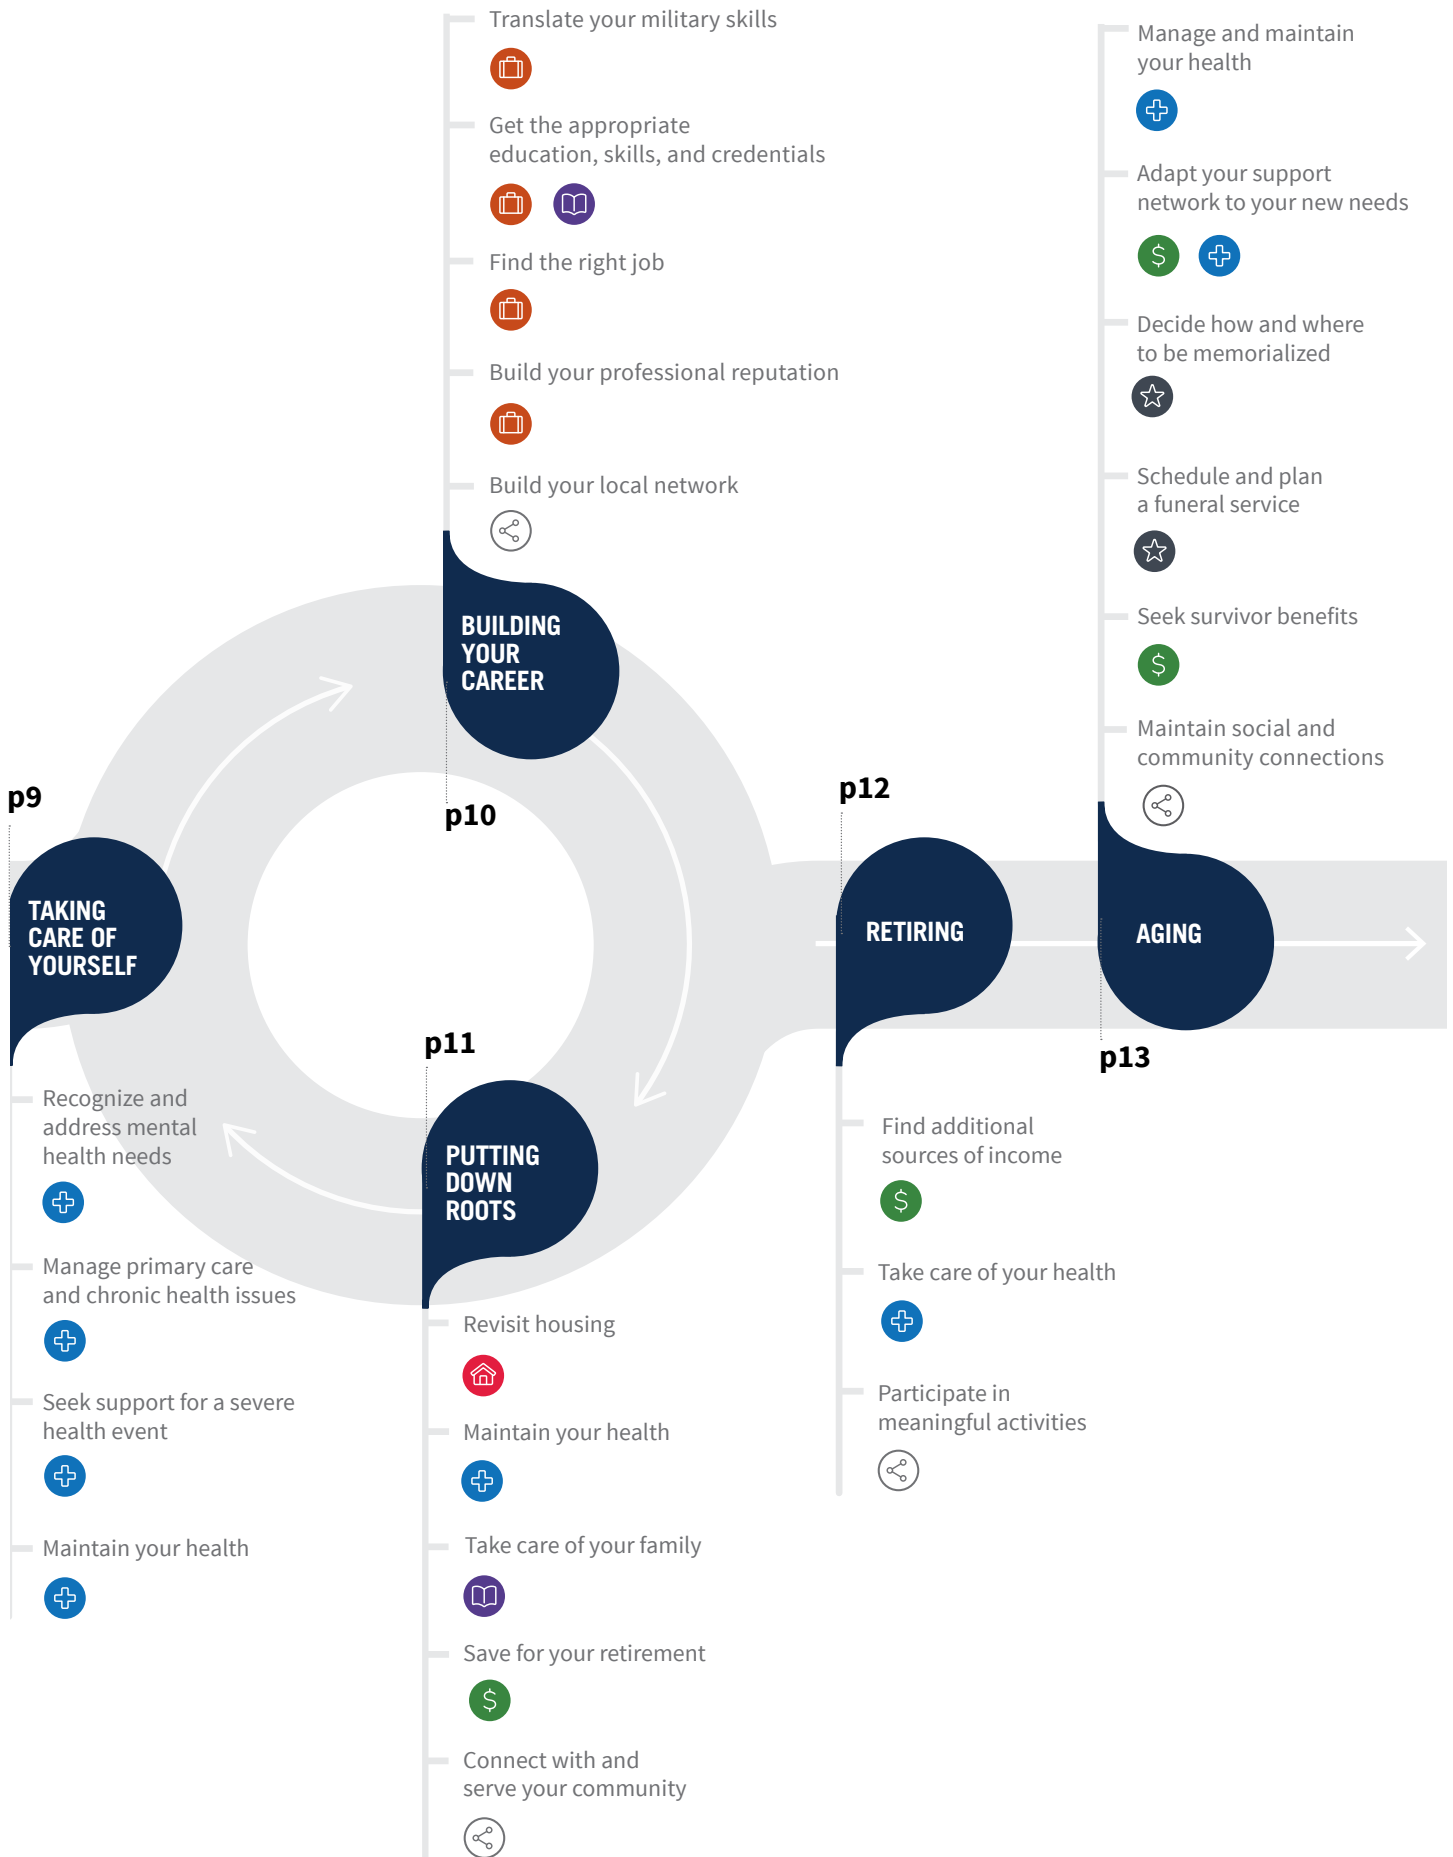 Translate your military skills
Get the appropriate
education, skills, and credentials
Find the right job
Build your professional reputation
Build your local network
BUILDING
YOUR
CAREER
p10
Manage and maintain
your health
Adapt your support
network to your new needs
$
Decide how and where
to be memorialized
Schedule and plan
a funeral service
Seek survivor benefits
$
Maintain social and
community connections
p9
TAKING
CARE OF
YOURSELF
Recognize and
address mental
health needs
Manage primary care
and chronic health issues
Seek support for a severe
health event
Maintain your health
p11
PUTTING
DOWN
ROOTS
Revisit housing
Maintain your health
Take care of your family
Save for your retirement
$
Connect with and
serve your community
p12
RETIRING
Find additional
sources of income
$
Take care of your health
Participate in
meaningful activities
AGING
p13